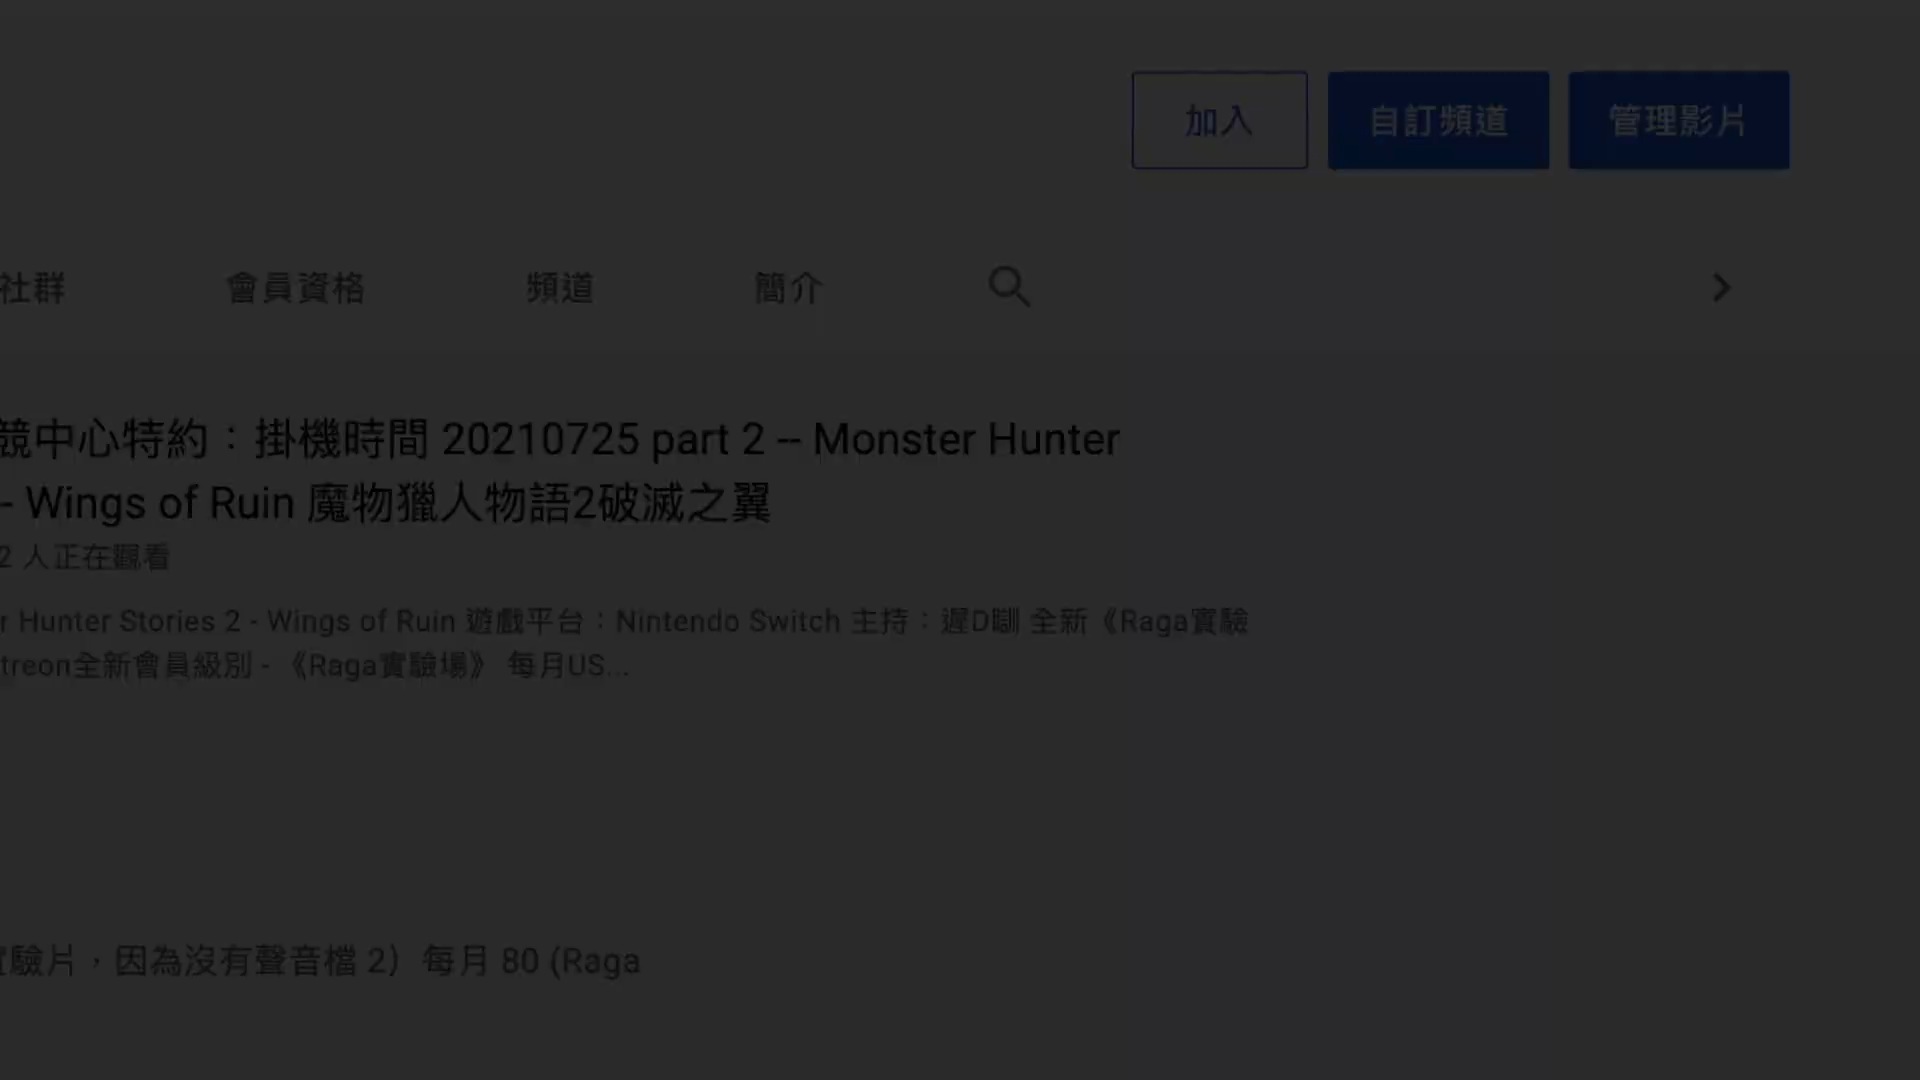 加入 自訂頻道 管理影片
社群 會員資格 頻道 簡介
競中心特約：掛機時間 20210725 part 2 -- Monster Hunter
- Wings of Ruin 魔物獵人物語2破滅之翼
2 人正在觀看
r Hunter Stories 2 - Wings of Ruin 遊戲平台：Nintendo Switch 主持：遲D瞓 全新《Raga實驗
treon全新會員級別 - 《Raga實驗場》 每月US...
驗片，因為沒有聲音檔 2）每月 80 (Raga